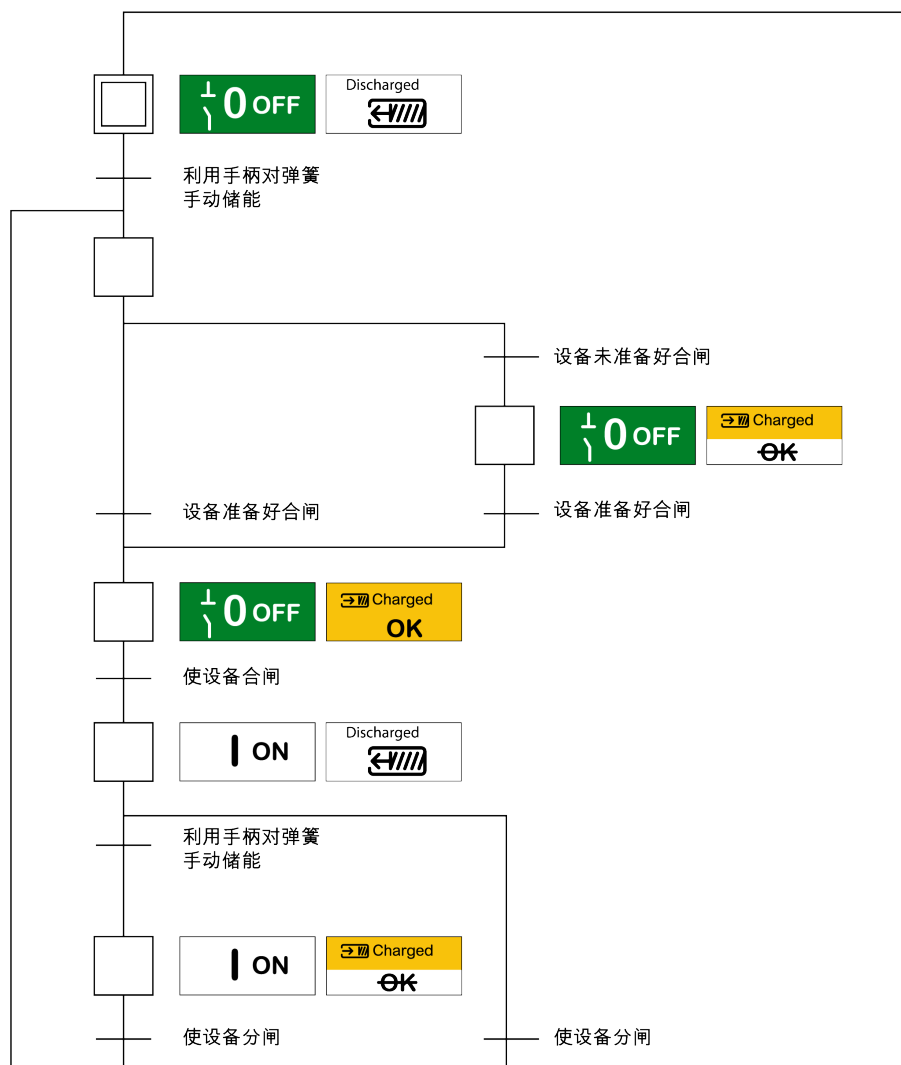 0 OFF
Discharged
利用手柄对弹簧
手动储能
设备未准备好合闸
0 OFF
Charged
OK
设备准备好合闸
设备准备好合闸
0 OFF
Charged
OK
使设备合闸
I ON
Discharged
利用手柄对弹簧
手动储能
I ON
Charged
OK
使设备分闸
使设备分闸